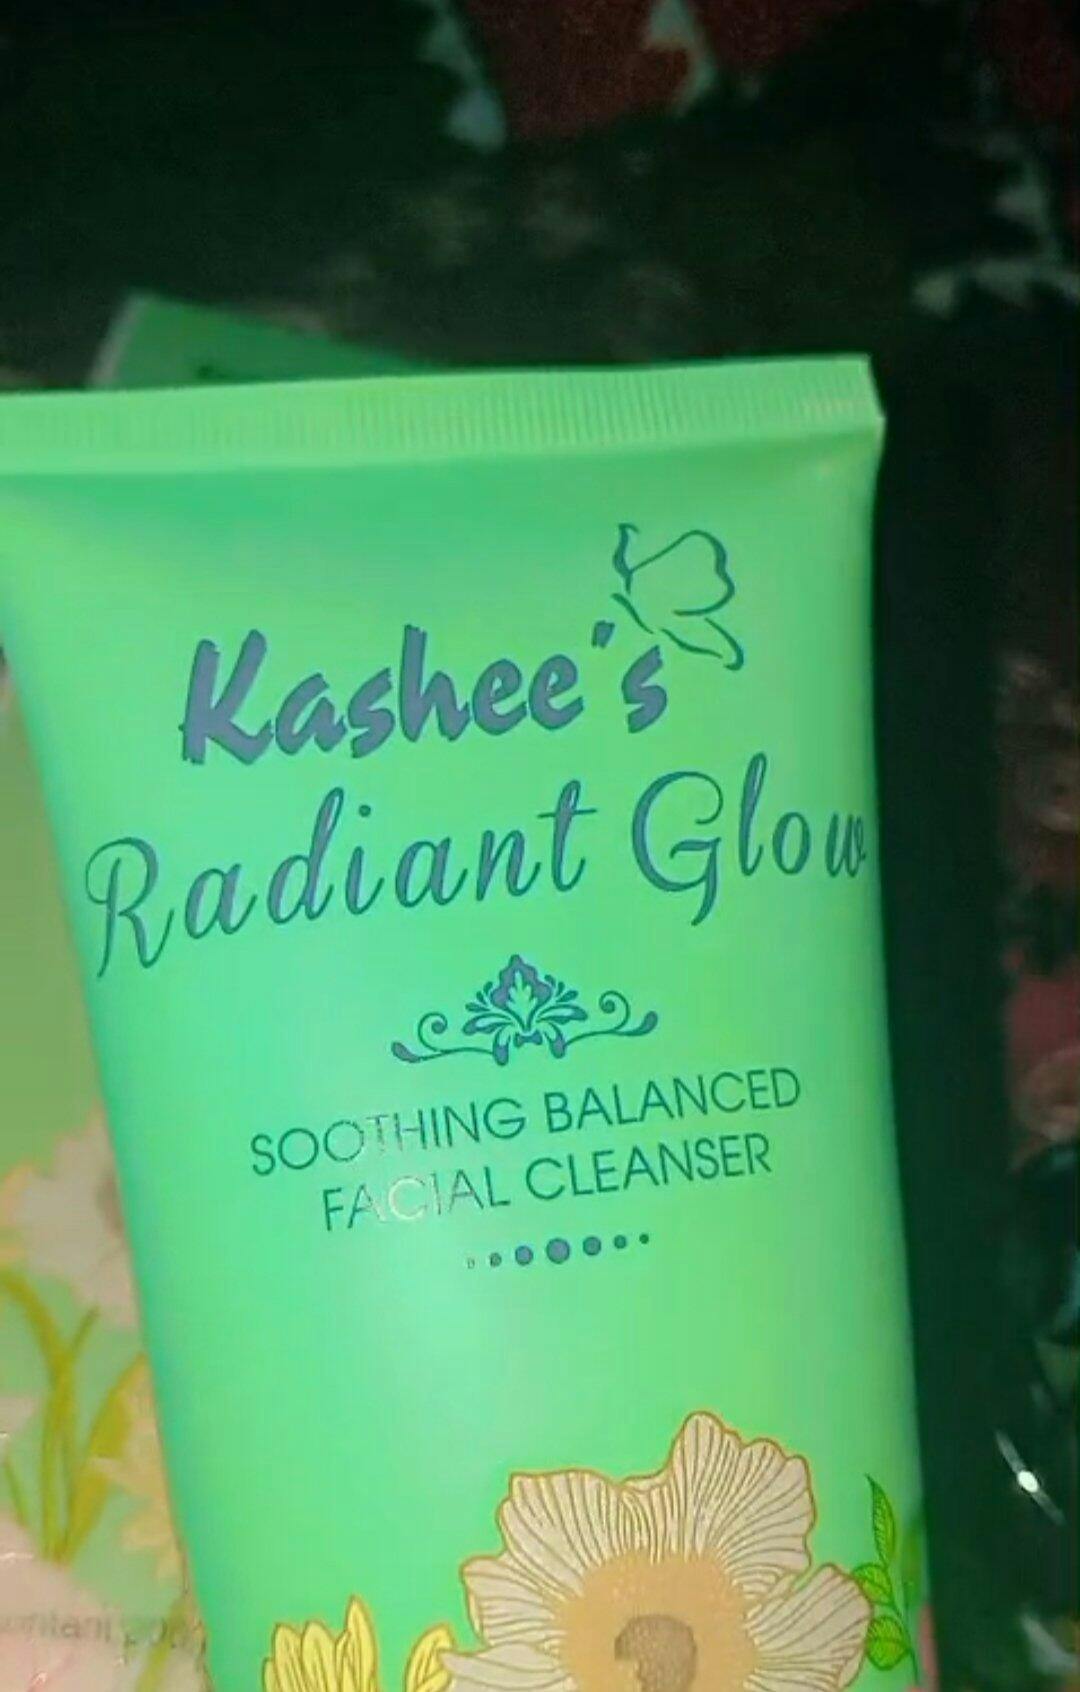 Kashee's
Radiant Glow
SOOTHING BALANCED
FACIAL CLEANSER